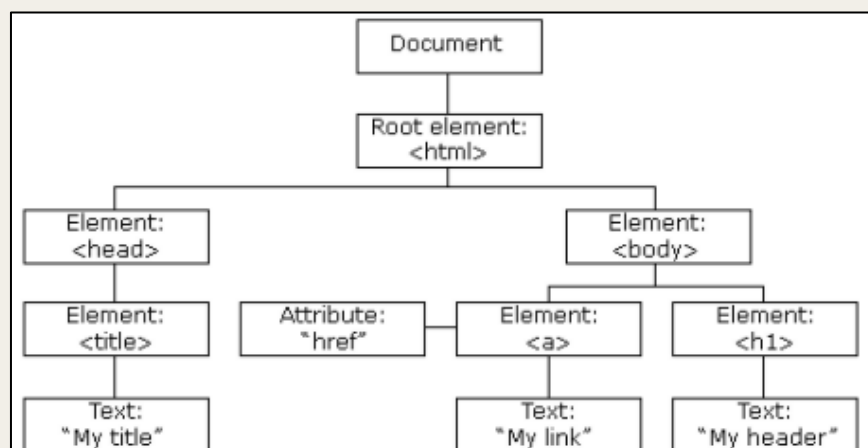 Document
Root element:
<html>
Element:
<head>
Element:
<body>
Element:
<title>
Attribute:
“href”
Element:
<a>
Element:
<h1>
Text:
“My title”
Text:
“My link”
Text:
“My header”